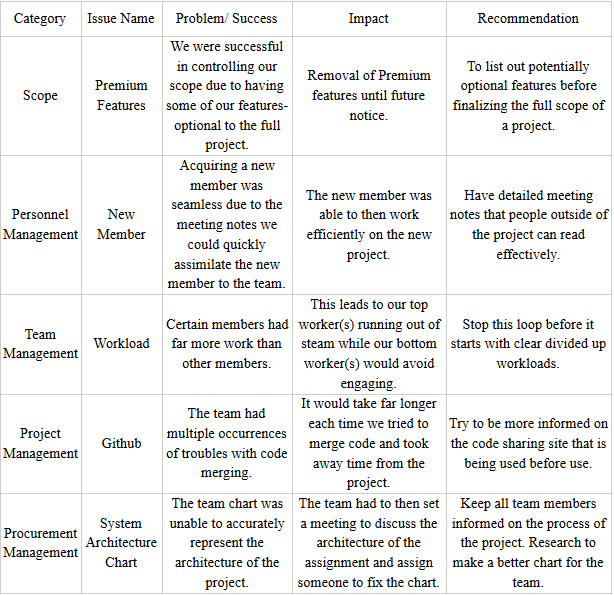 Category Issue Name Problem/ Success Impact Recommendation
Scope
Premium
Features
We were successful
in controlling our
scope due to having
some of our features-
optional to the full
project.
Removal of Premium
features until future
notice.
To list out potentially
optional features before
finalizing the full scope of
a project.
Personnel
Management
New
Member
Acquiring a new
member was
seamless due to the
meeting notes we
could quickly
assimilate the new
member to the team.
The new member was
able to then work
efficiently on the new
project.
Have detailed meeting
notes that people outside of
the project can read
effectively.
Team
Management
Workload
Certain members had
far more work than
other members.
This leads to our top
worker(s) running out of
steam while our bottom
worker(s) would avoid
engaging.
Stop this loop before it
starts with clear divided up
workloads.
Project
Management
Github
The team had
multiple occurrences
of troubles with code
merging.
It would take far longer
each time we tried to
merge code and took
away time from the
project.
Try to be more informed on
the code sharing site that is
being used before use.
Procurement
Management
System
Architecture
Chart
The team chart was
unable to accurately
represent the
architecture of the
project.
The team had to then set
a meeting to discuss the
architecture of the
assignment and assign
someone to fix the chart.
Keep all team members
informed on the process of
the project. Research to
make a better chart for the
team.